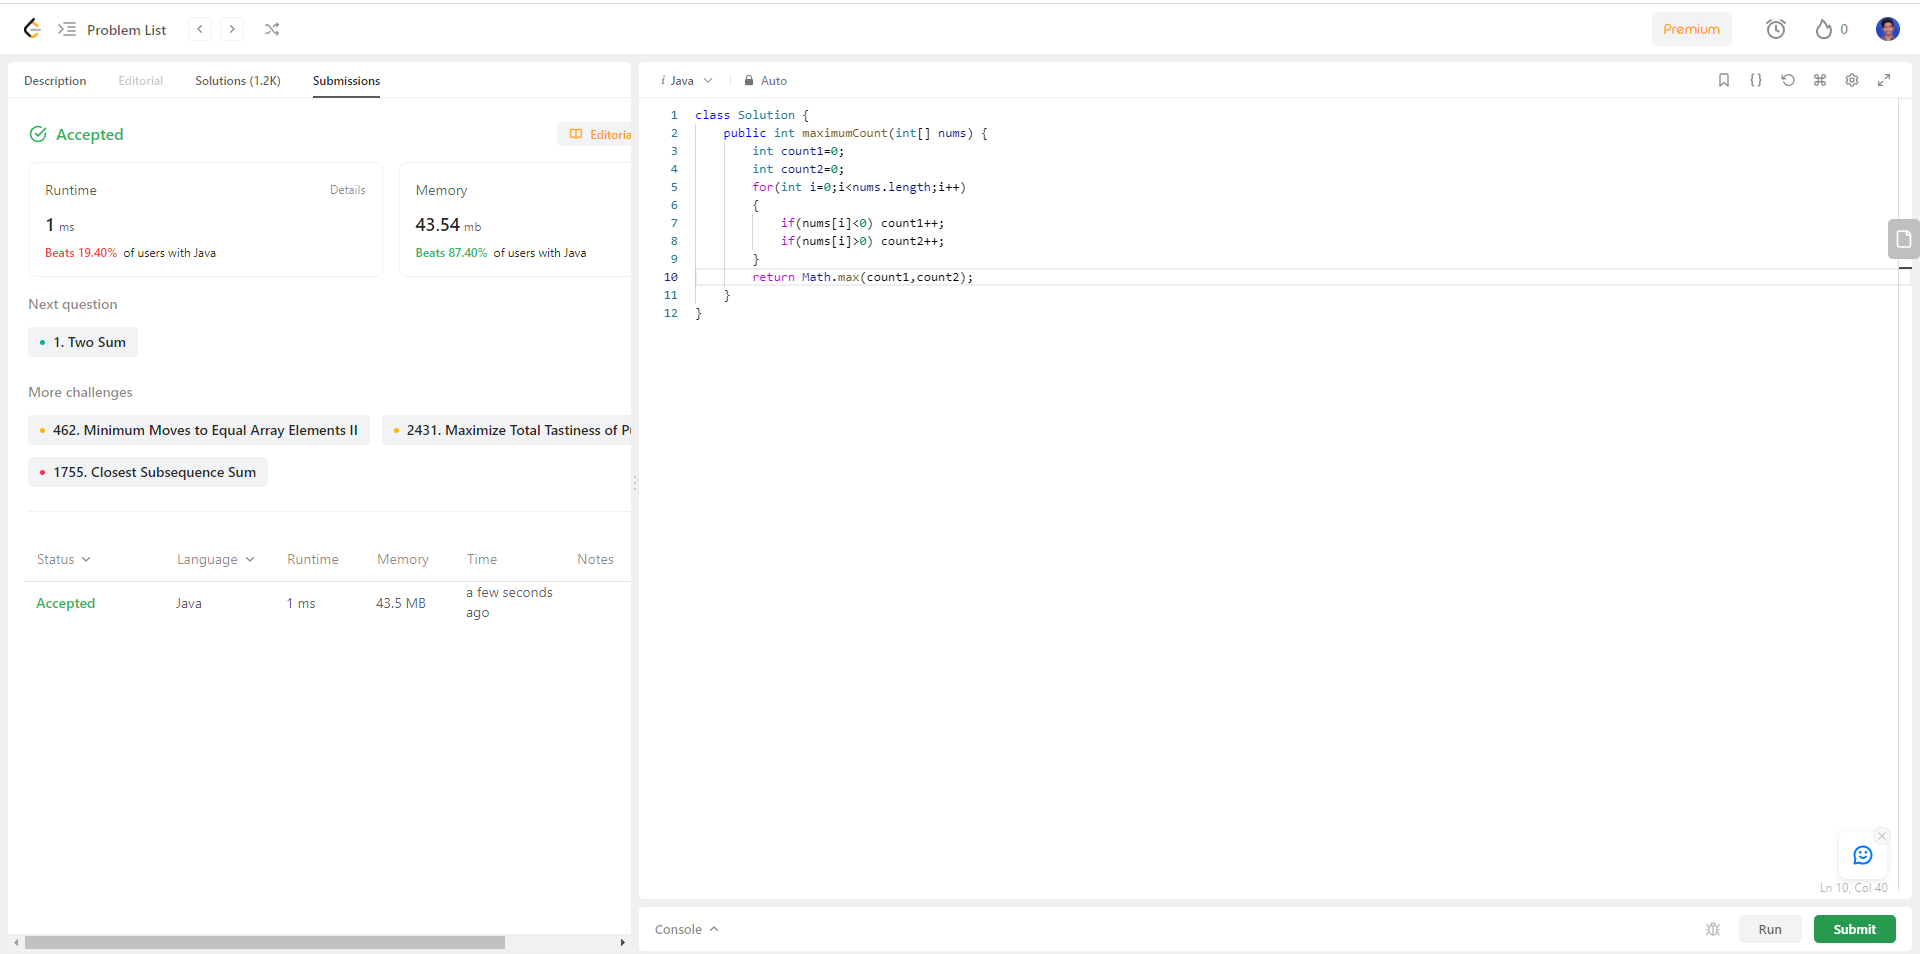 Problem List
Premium
0
Description Editorial Solutions (1.2K) Submissions
Accepted
Editoria
Runtime Details
1 ms
Beats 19.40% of users with Java
Memory
43.54 mb
Beats 87.40% of users with Java
Next question
1. Two Sum
More challenges
462. Minimum Moves to Equal Array Elements II
2431. Maximize Total Tastiness of P
1755. Closest Subsequence Sum
Status Language Runtime Memory Time Notes
Accepted Java 1 ms 43.5 MB a few seconds
ago
i Java Auto
1 class Solution {
2 public int maximumCount(int[] nums) {
3 int count1=0;
4 int count2=0;
5 for(int i=0;i<nums.length;i++)
6 {
7 if(nums[i]<0) count1++;
8 if(nums[i]>0) count2++;
9 }
10 return Math.max(count1,count2);
11 }
12 }
Ln 10, Col 40
Console Run Submit